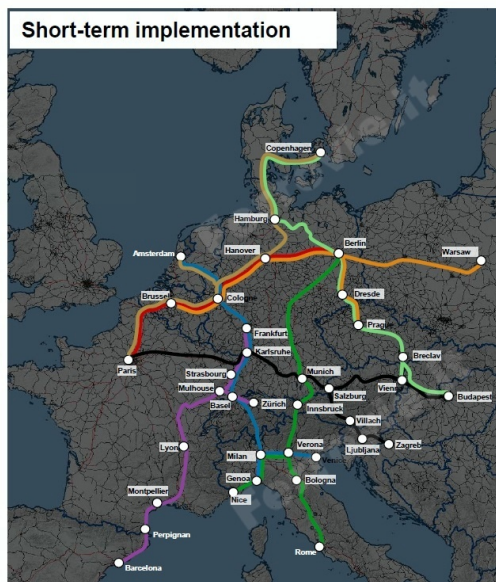 Short-term implementation
Copenhagen
Hamburg
Amsterdam
Hanover
Berlin
Warsaw
Brussel
Cologne
Dresde
Prague
Frankfurt
Paris
Karlsruhe
Breclav
Strasbourg
Munich
Mulhouse
Salzburg
Vienna
Budapest
Basel
Zürich
Innsbruck
Villach
Lyon
Milan
Verona
Venice
Ljubljana
Zagreb
Genoa
Bologna
Nice
Montpellier
Perpignan
Rome
Barcelona